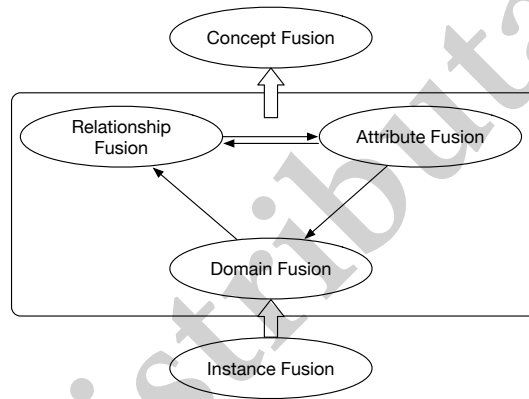 Concept Fusion
Relationship
Fusion
Attribute Fusion
Domain Fusion
Instance Fusion